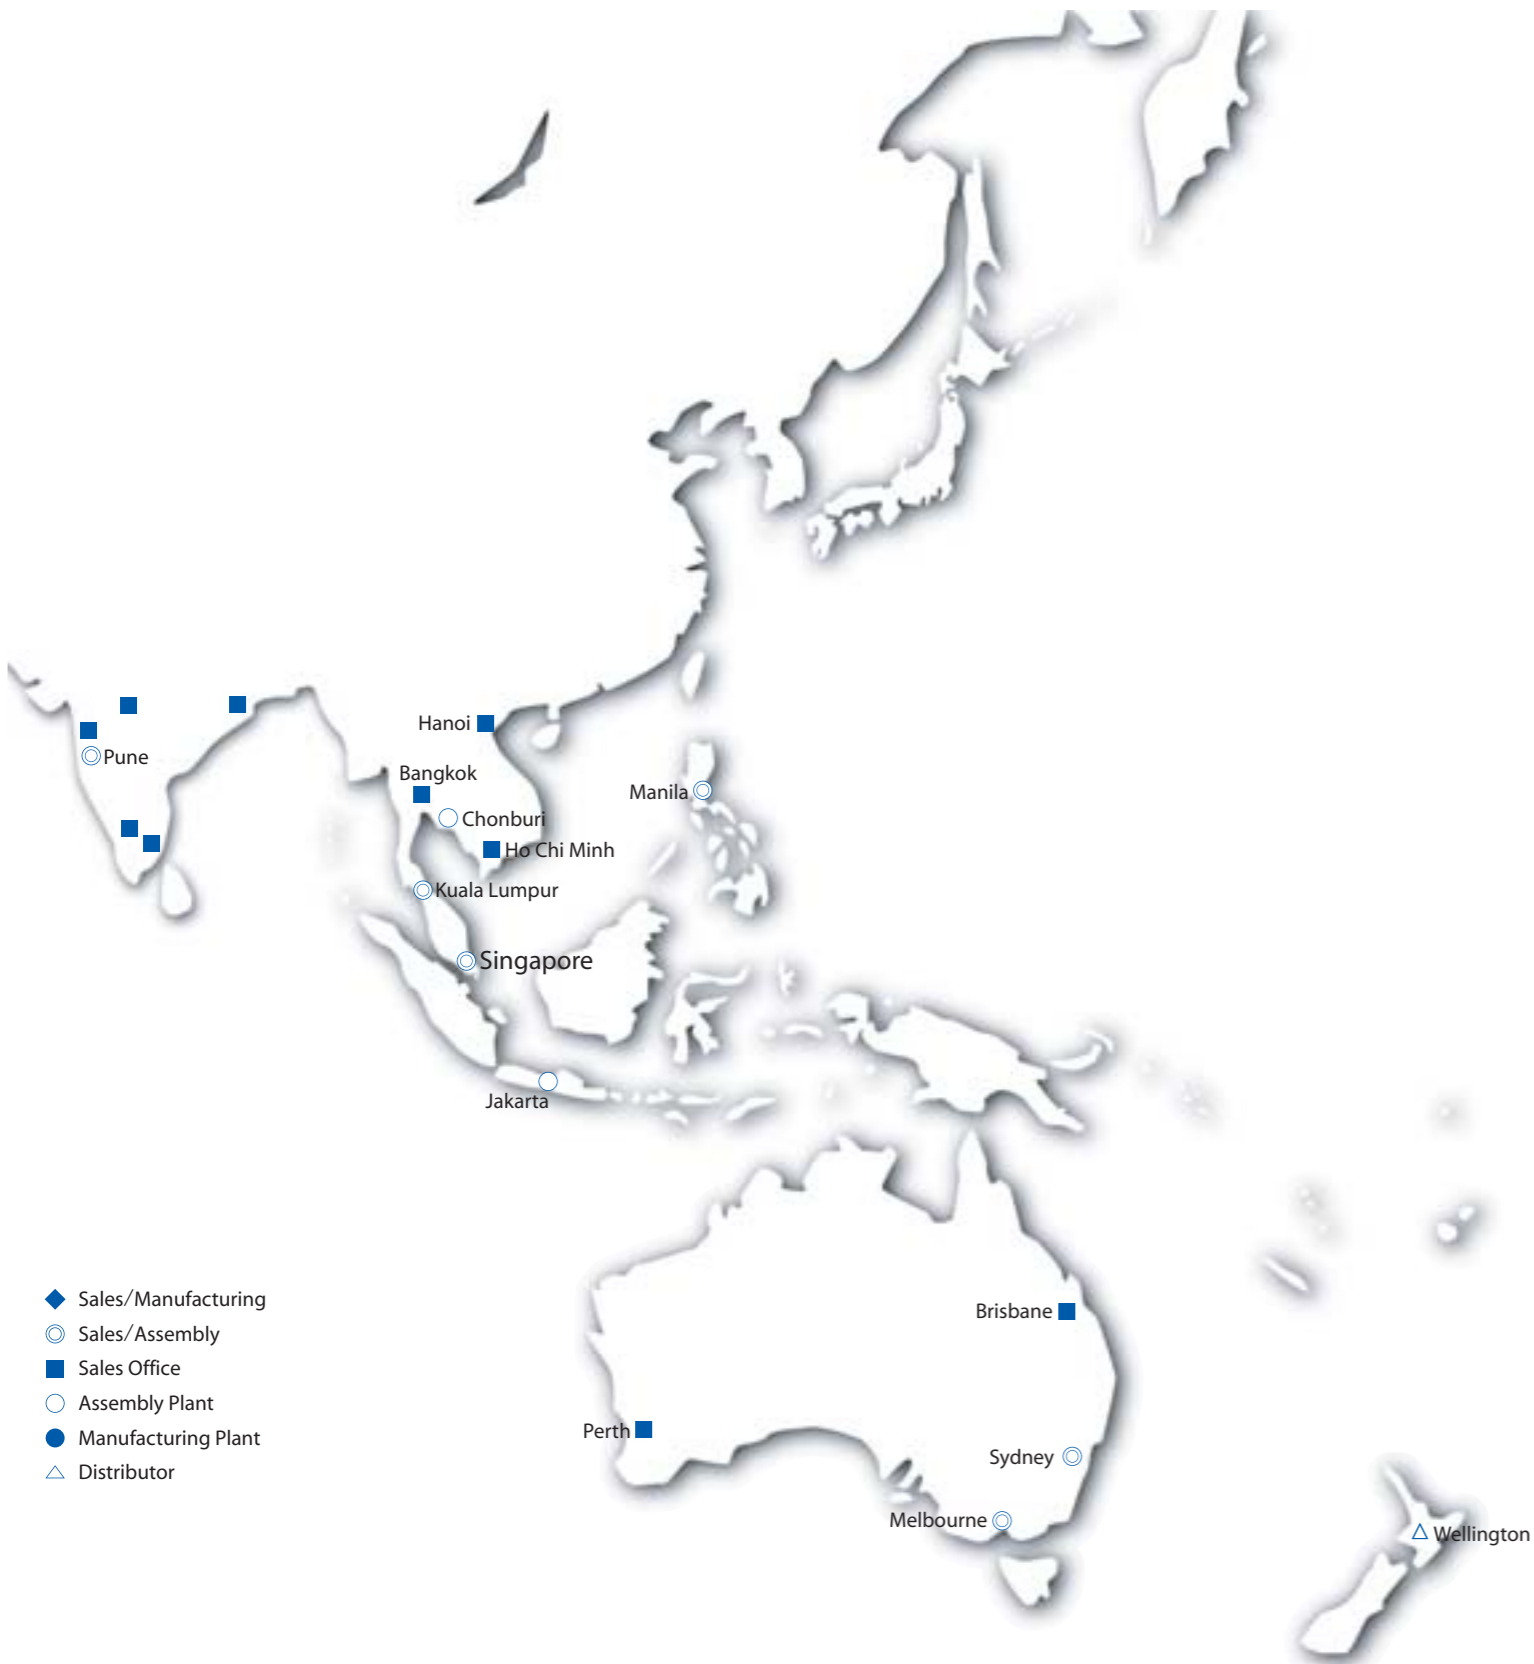 Hanoi
Pune
Bangkok
Manila
Chonburi
Ho Chi Minh
Kuala Lumpur
Singapore
Jakarta
Sales/Manufacturing
Sales/Assembly
Sales Office
Assembly Plant
Manufacturing Plant
Distributor
Brisbane
Perth
Sydney
Melbourne
Wellington